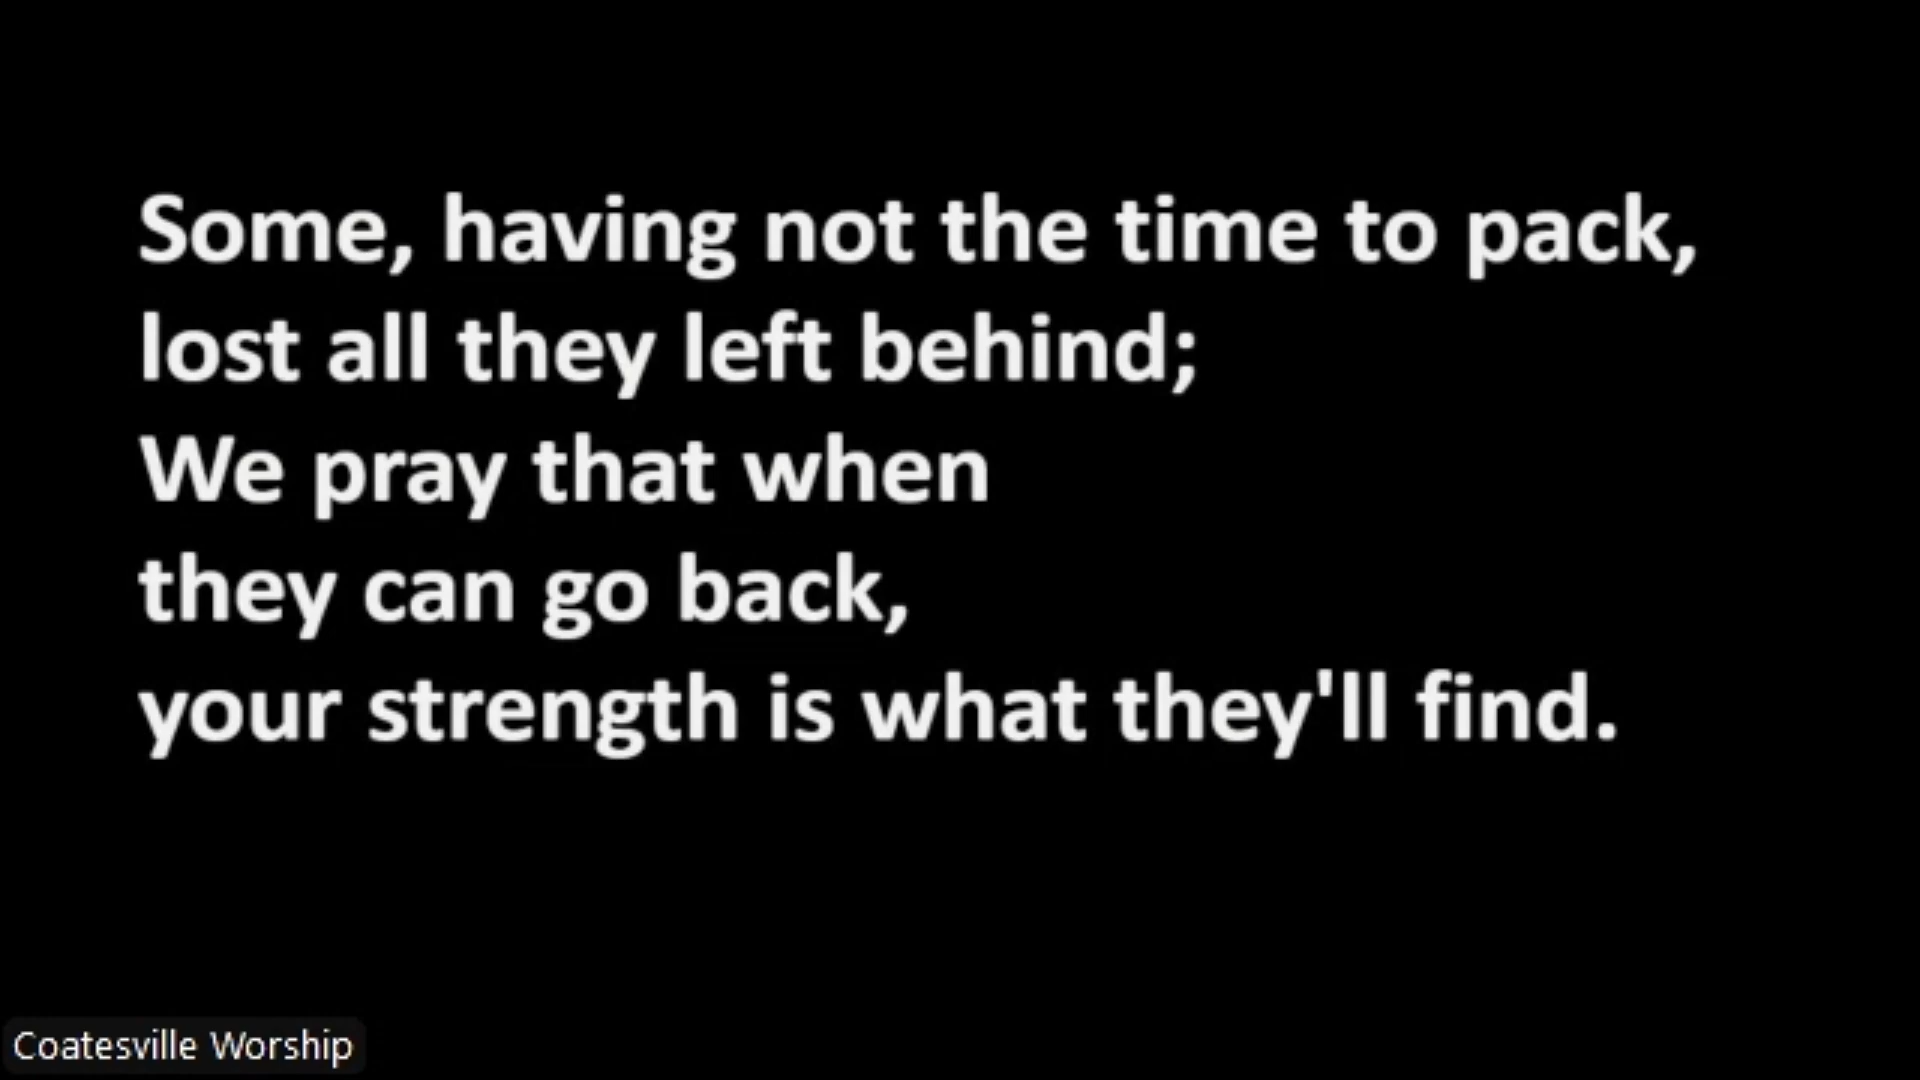 Some, having not the time to pack,
lost all they left behind;
We pray that when
they can go back,
your strength is what they'll find.
Coatesville Worship